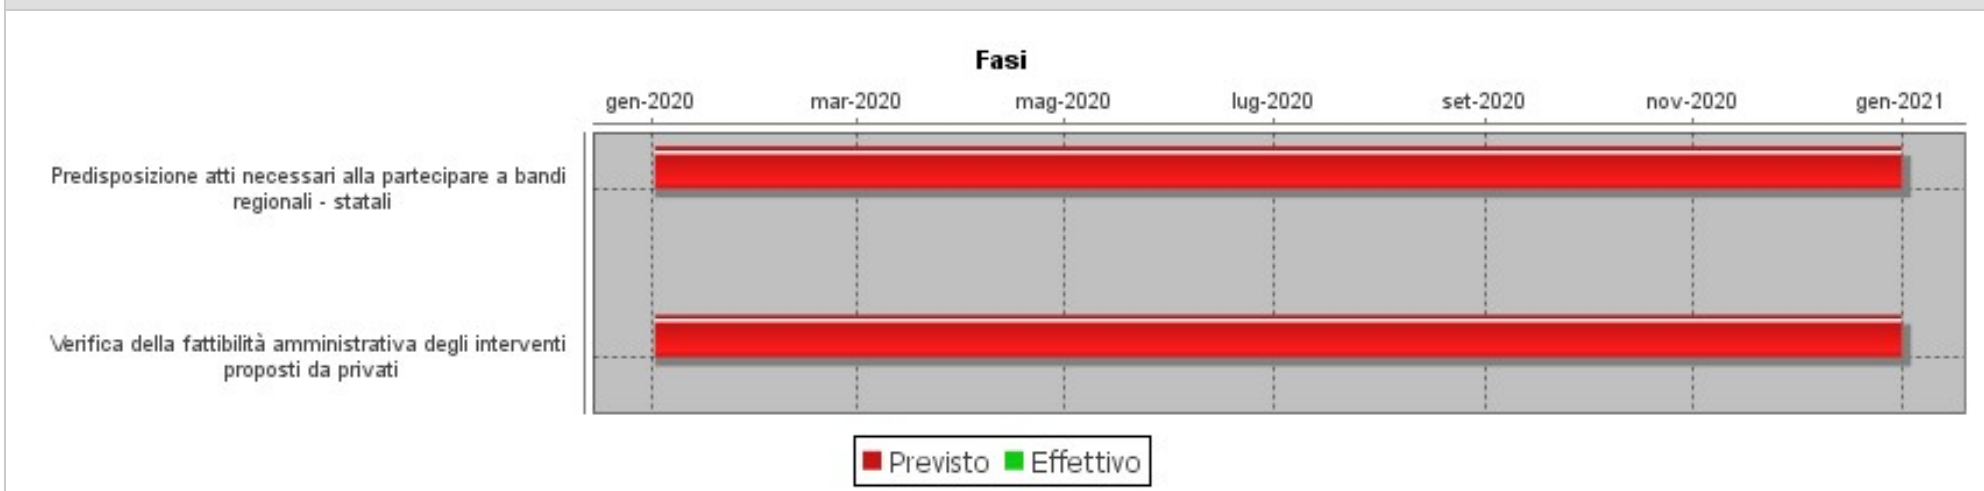 Fasi
gen-2020 mar-2020 mag-2020 lug-2020 set-2020 nov-2020 gen-2021
Predisposizione atti necessari alla partecipare a bandi
regionali - statali
Verifica della fattibilità amministrativa degli interventi
proposti da privati
Previsto Effettivo